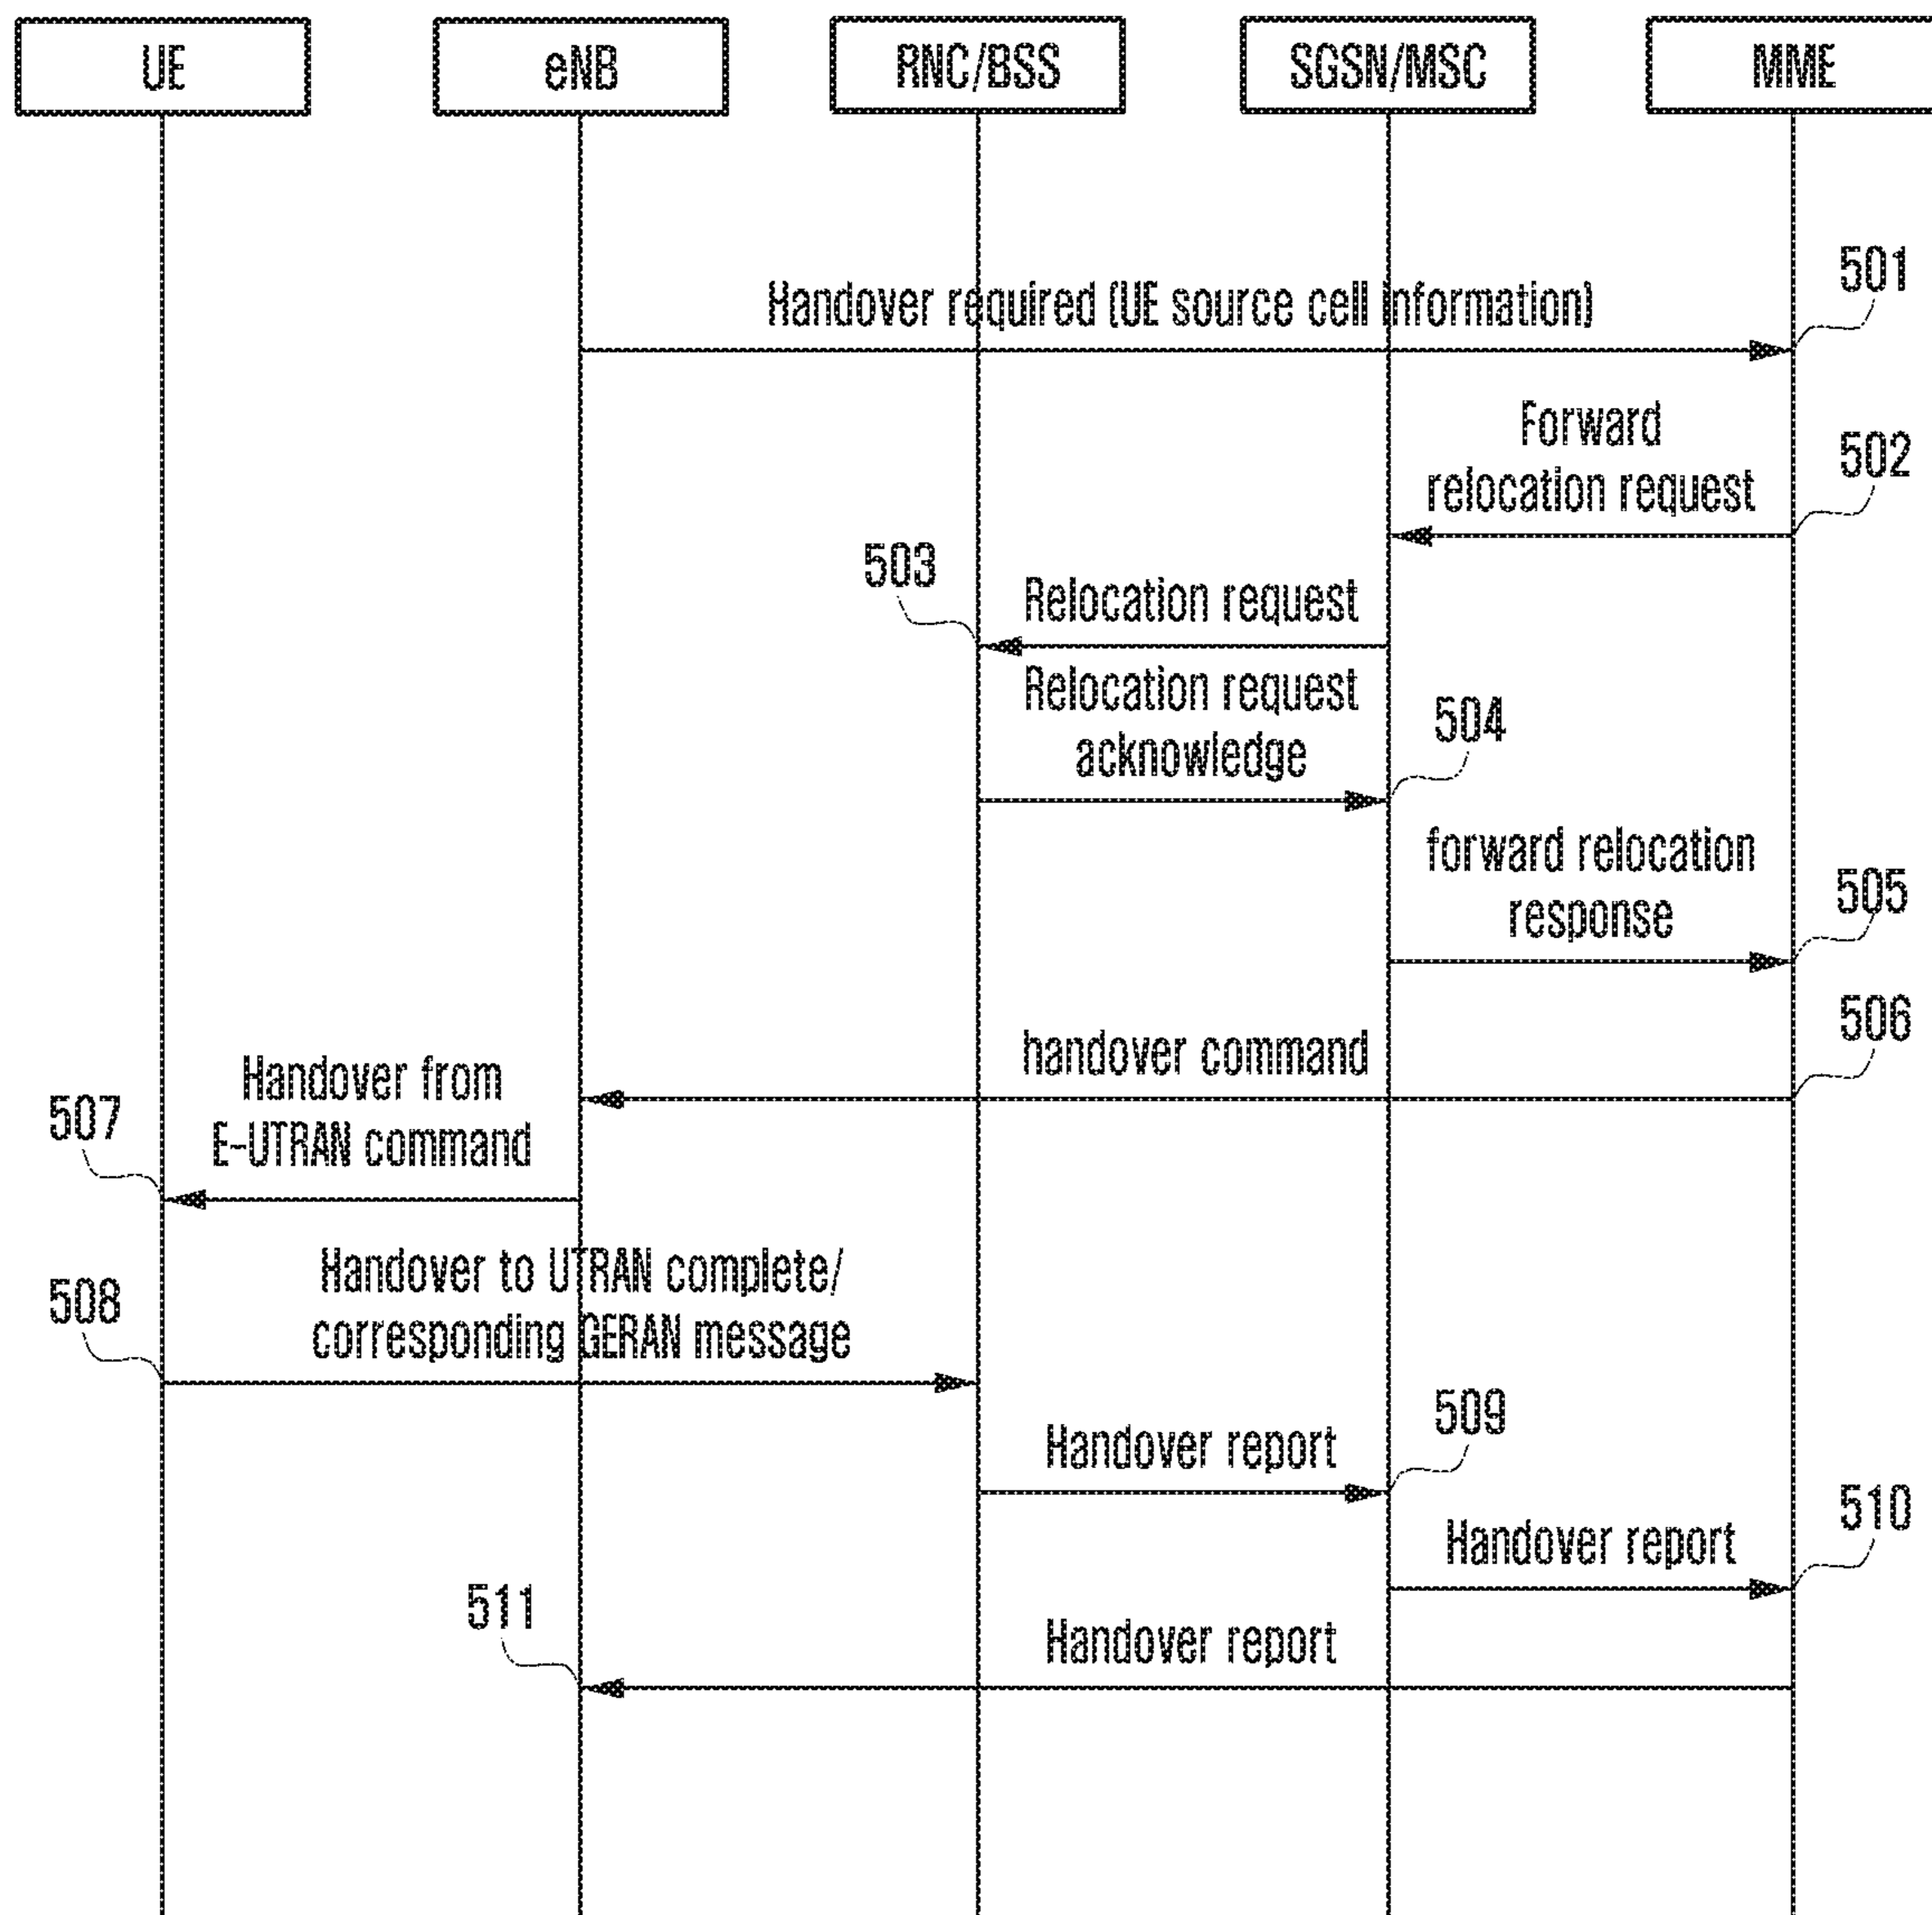 UE
eNB
RNC/BSS
SGSN/MSC
MME
501
Handover required (UE source cell information)
Forward
relocation request
502
503
Relocation request
Relocation request
acknowledge
504
forward relocation
response
505
506
handover command
Handover from
E-UTRAN command
507
Handover to UTRAN complete/
corresponding GERAN message
508
509
Handover report
510
Handover report
511
Handover report